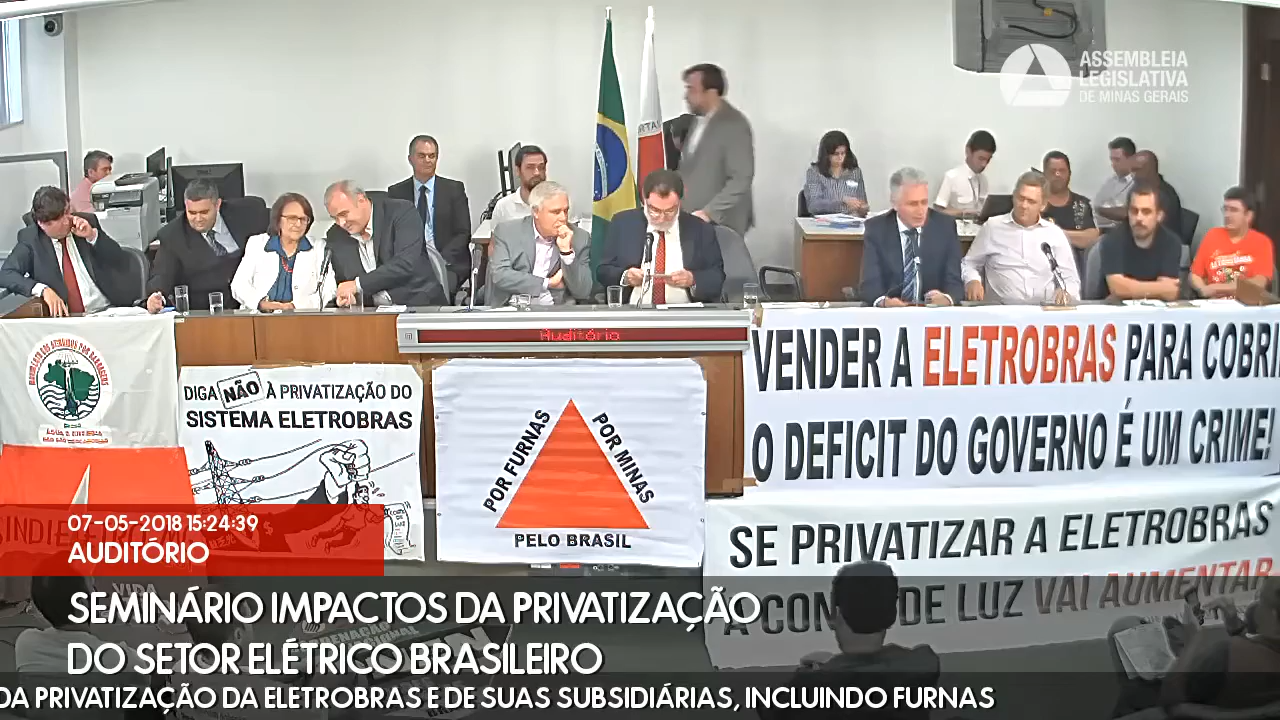 ASSEMBLEIA
LEGISLATIVA
DE MINAS GERAIS
Auditório
VENDER A ELETROBRAS PARA COBRI
O DEFICIT DO GOVERNO É UM CRIME!
DIGA NÃO À PRIVATIZAÇÃO DO
SISTEMA ELETROBRAS
POR FURNAS
POR MINAS
PELO BRASIL
SE PRIVATIZAR A ELETROBRAS
A CONTA DE LUZ VAI AUMENTAR
07-05-2018 15:24:39
AUDITÓRIO
SEMINÁRIO IMPACTOS DA PRIVATIZAÇÃO
DO SETOR ELÉTRICO BRASILEIRO
DA PRIVATIZAÇÃO DA ELETROBRAS E DE SUAS SUBSIDIÁRIAS, INCLUINDO FURNAS